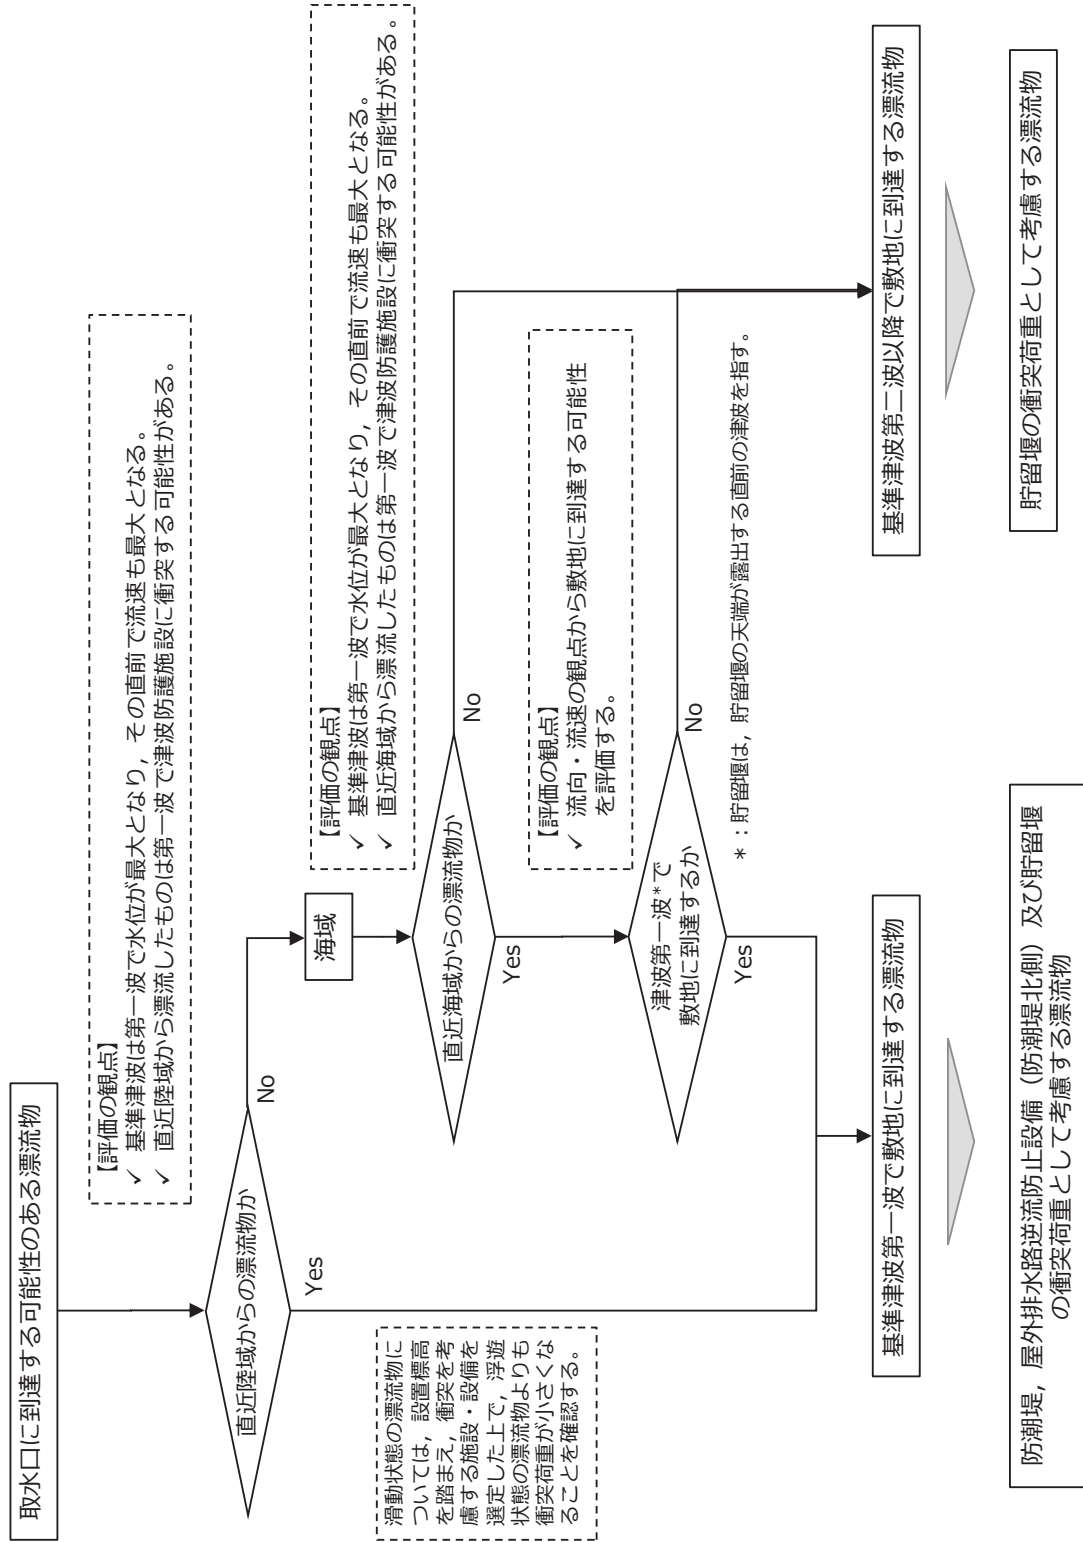 取水口に到達する可能性のある漂流物
【評価の観点】
✓ 基準津波は第一波で水位が最大となり，その直前で流速も最大となる。
✓ 直近陸域から漂流したものは第一波で津波防護施設に衝突する可能性がある。
直近陸域からの漂流物か
No
Yes
海域
【評価の観点】
✓ 基準津波は第一波で水位が最大となり，その直前で流速も最大となる。
✓ 直近海域から漂流したものは第一波で津波防護施設に衝突する可能性がある。
滑動状態の漂流物に
ついては，設置標高
を踏まえ，衝突を考
慮する施設・設備を
選定した上で，浮遊
状態の漂流物よりも
衝突荷重が小さくな
ることを確認する。
直近海域からの漂流物か
No
Yes
【評価の観点】
✓ 流向・流速の観点から敷地に到達する可能性
を評価する。
津波第一波*で
敷地に到達するか
No
Yes
*：貯留堰は，貯留堰の天端が露出する直前の津波を指す。
基準津波第一波で敷地に到達する漂流物
基準津波第二波以降で敷地に到達する漂流物
防潮堤，屋外排水路逆流防止設備（防潮堤北側）及び貯留堰
の衝突荷重として考慮する漂流物
貯留堰の衝突荷重として考慮する漂流物